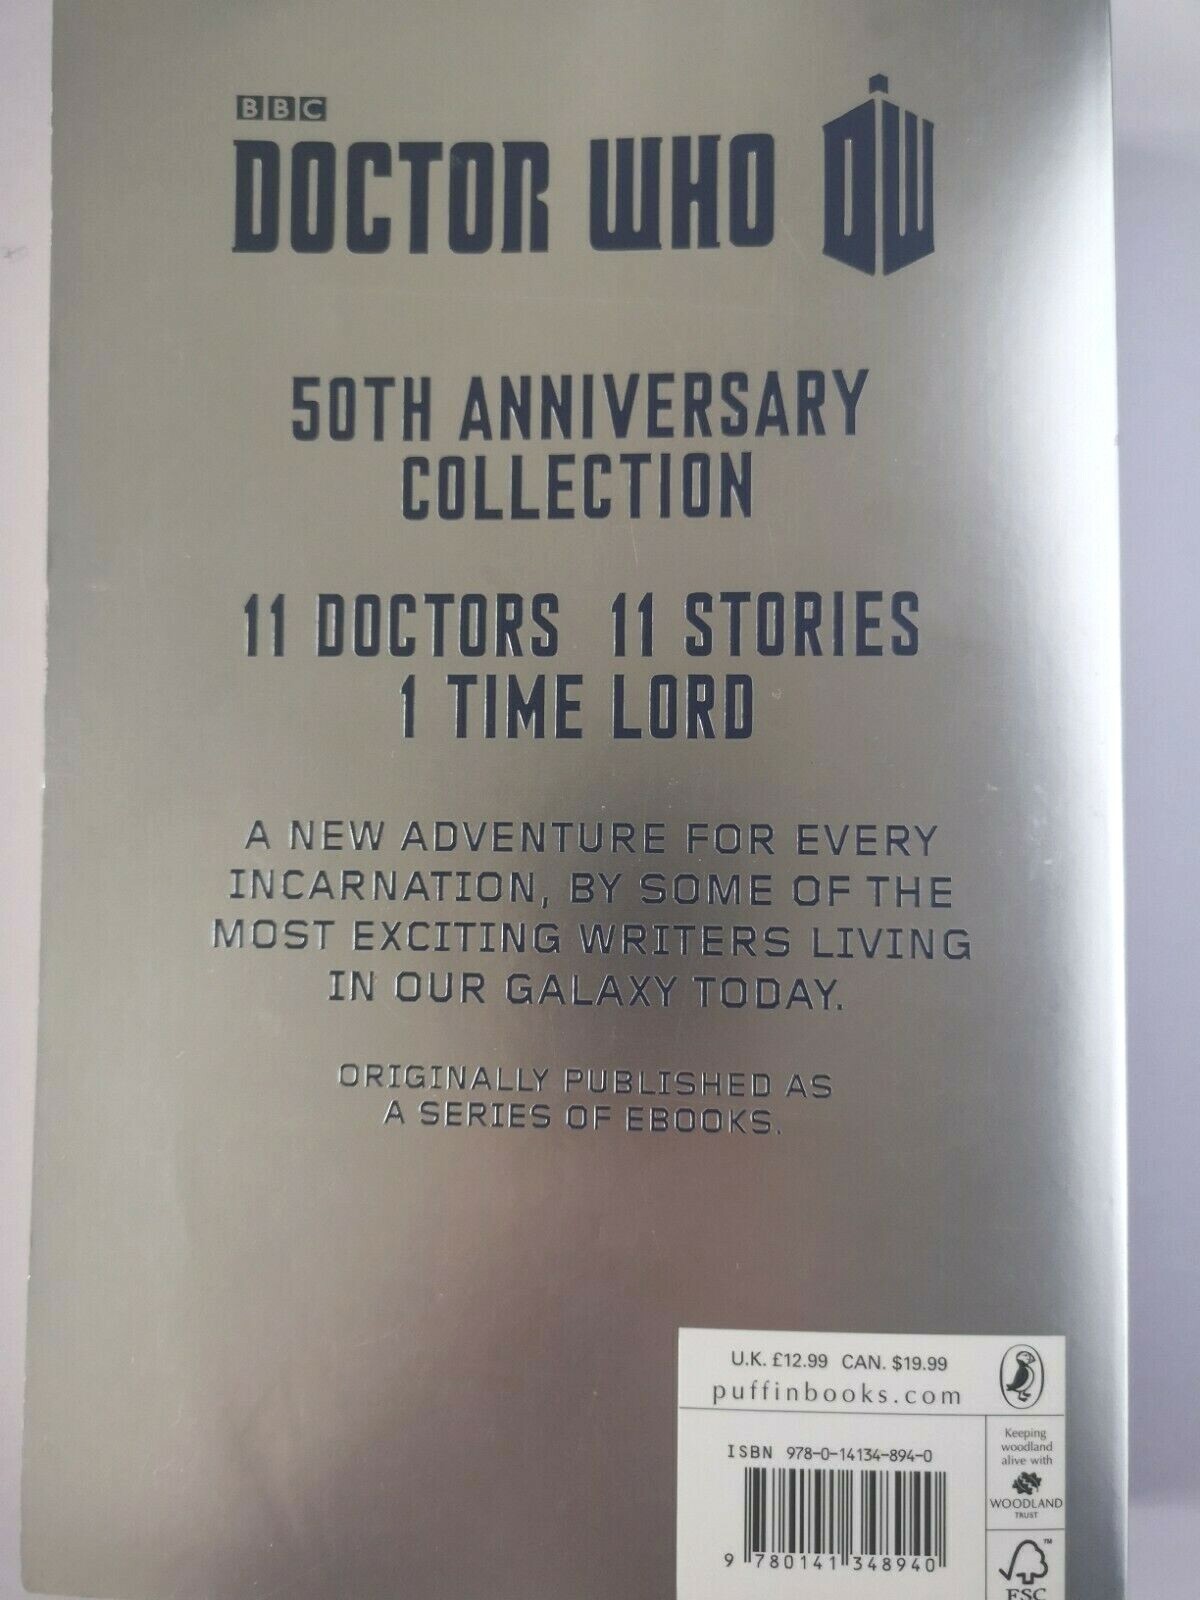 BBC
DOCTOR WHO DW
50TH ANNIVERSARY
COLLECTION
11 DOCTORS 11 STORIES
1 TIME LORD
A NEW ADVENTURE FOR EVERY
INCARNATION, BY SOME OF THE
MOST EXCITING WRITERS LIVING
IN OUR GALAXY TODAY.
ORIGINALLY PUBLISHED AS
A SERIES OF EBOOKS.
U.K. £12.99 CAN. $19.99
puffinbooks.com
ISBN 978-0-14134-894-0
9 780141 348940
Keeping
woodland
alive with
WOODLAND
TRUST
™
FSC